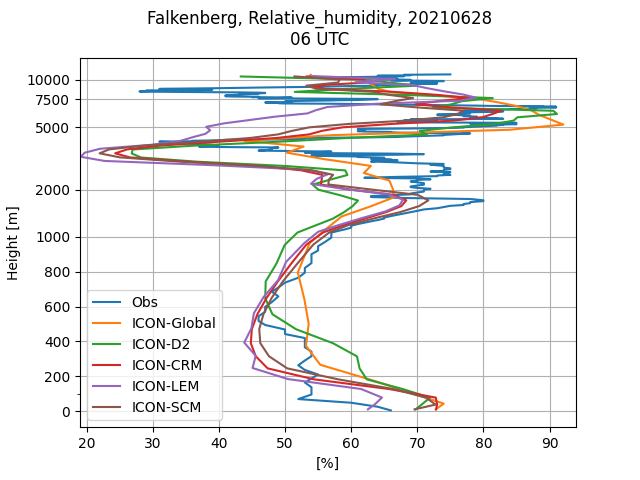 Falkenberg, Relative_humidity, 20210628
06 UTC
10000
7500
5000
2000
1000
800
600
400
200
0
Height [m]
Obs
ICON-Global
ICON-D2
ICON-CRM
ICON-LEM
ICON-SCM
20 30 40 50 60 70 80 90
[%]